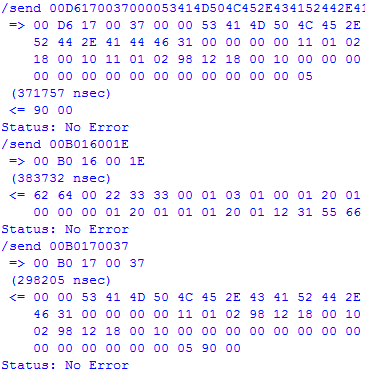 /send 00D6170037000053414D504C452E434152442E41
=> 00 D6 17 00 37 00 00 53 41 4D 50 4C 45 2E
52 44 2E 41 44 46 31 00 00 00 00 11 01 02
18 00 10 11 01 02 98 12 18 00 10 00 00 00
00 00 00 00 00 00 00 00 00 00 00 05
(371757 nsec)
<= 90 00
Status: No Error
/send 00B016001E
=> 00 B0 16 00 1E
(383732 nsec)
<= 62 64 00 22 33 33 00 01 03 01 00 01 20 01
00 00 00 01 20 01 01 01 20 01 12 31 55 66
Status: No Error
/send 00B0170037
=> 00 B0 17 00 37
(298205 nsec)
<= 00 00 53 41 4D 50 4C 45 2E 43 41 52 44 2E
46 31 00 00 00 00 11 01 02 98 12 18 00 10
02 98 12 18 00 10 00 00 00 00 00 00 00 00
00 00 00 00 00 00 05 90 00
Status: No Error